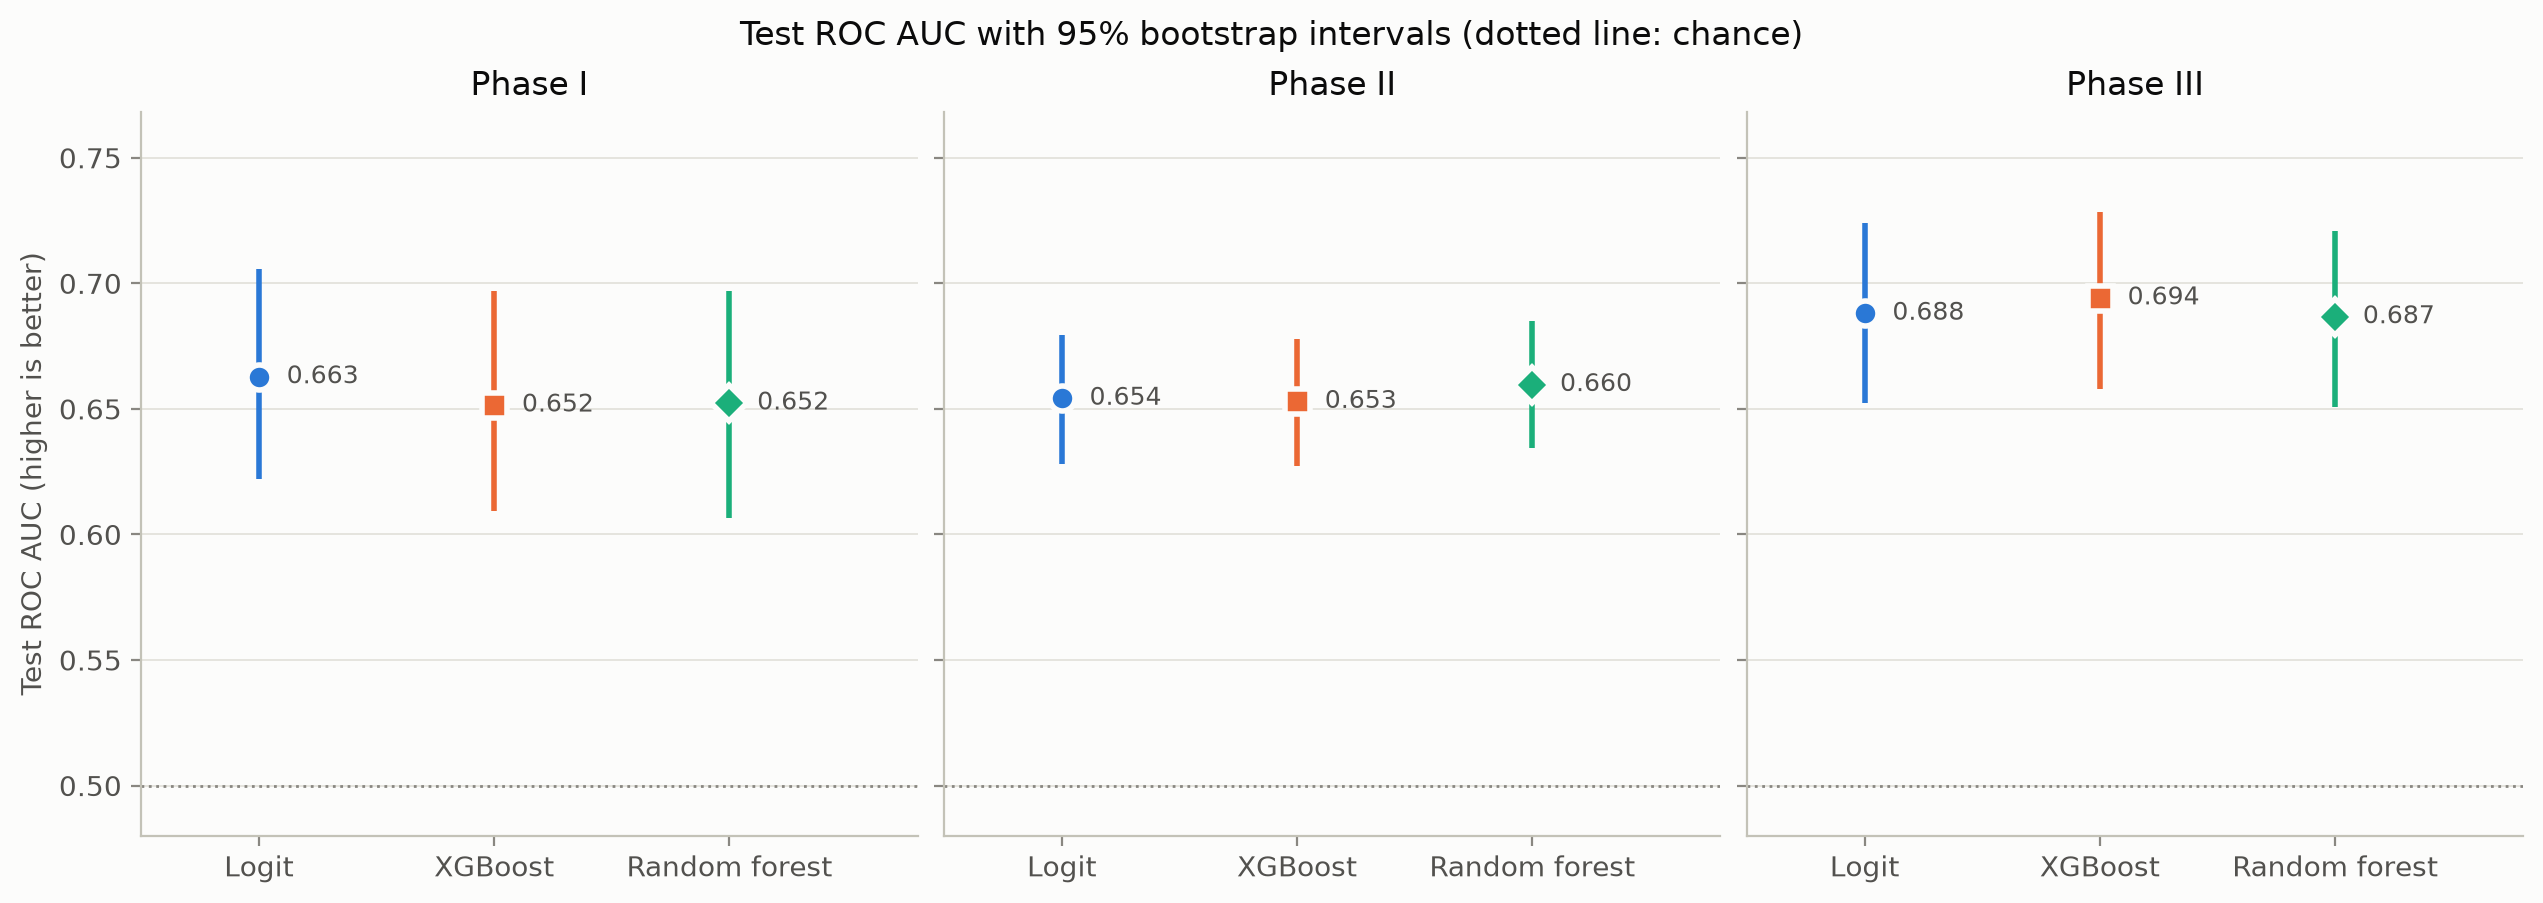 Test ROC AUC with 95% bootstrap intervals (dotted line: chance)
Phase I
Phase II
Phase III
Test ROC AUC (higher is better)
0.75
0.70
0.65
0.60
0.55
0.50
0.663
0.652
0.652
0.654
0.653
0.660
0.688
0.694
0.687
Logit
XGBoost
Random forest
Logit
XGBoost
Random forest
Logit
XGBoost
Random forest